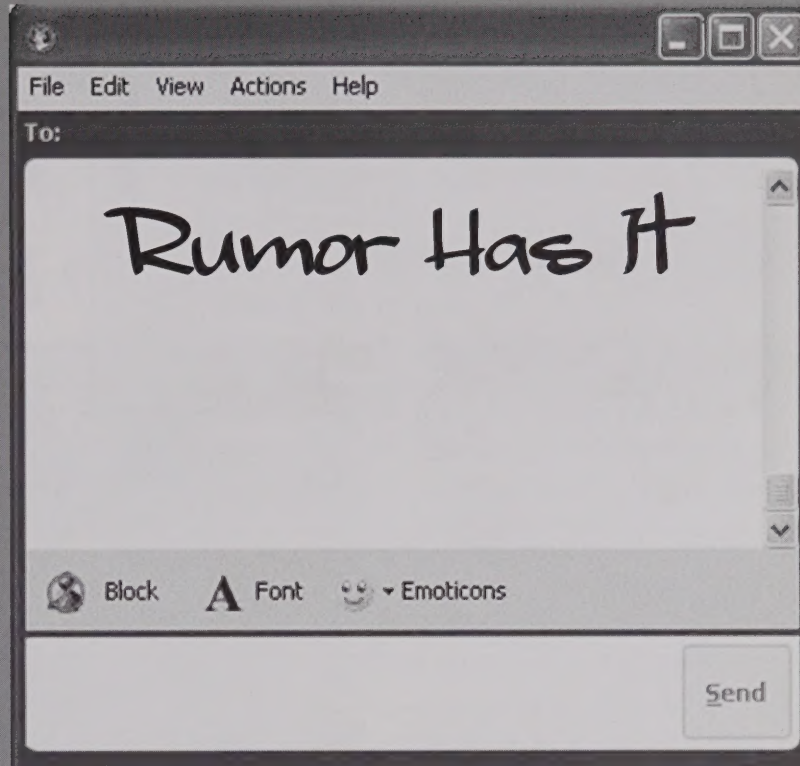 File Edit View Actions Help
To:
Rumor Has It
Block A Font Emoticons
Send